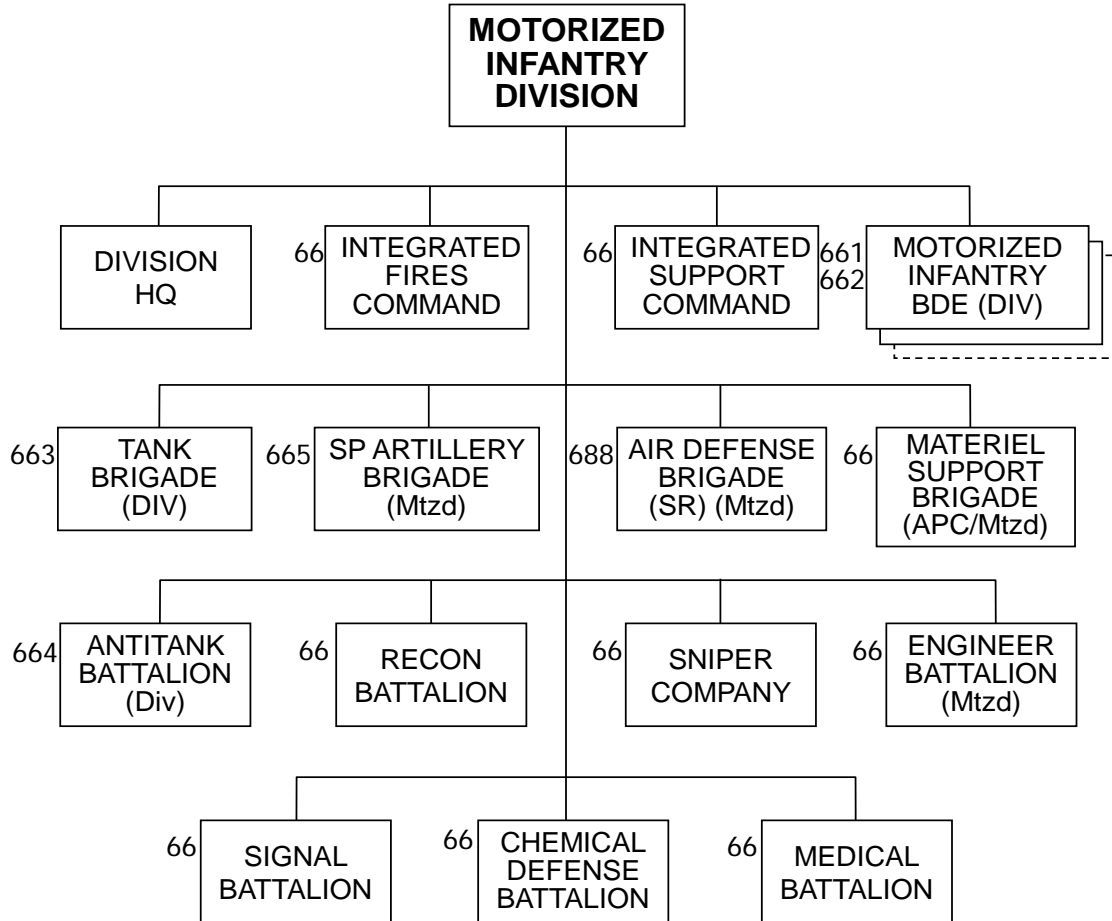 MOTORIZED
INFANTRY
DIVISION
DIVISION
HQ
66
INTEGRATED
FIRES
COMMAND
66
INTEGRATED
SUPPORT
COMMAND
661
662
MOTORIZED
INFANTRY
BDE (DIV)
663
TANK
BRIGADE
(DIV)
665
SP ARTILLERY
BRIGADE
(Mtzd)
688
AIR DEFENSE
BRIGADE
(SR) (Mtzd)
66
MATERIEL
SUPPORT
BRIGADE
(APC/Mtzd)
664
ANTITANK
BATTALION
(Div)
66
RECON
BATTALION
66
SNIPER
COMPANY
66
ENGINEER
BATTALION
(Mtzd)
66
SIGNAL
BATTALION
66
CHEMICAL
DEFENSE
BATTALION
66
MEDICAL
BATTALION